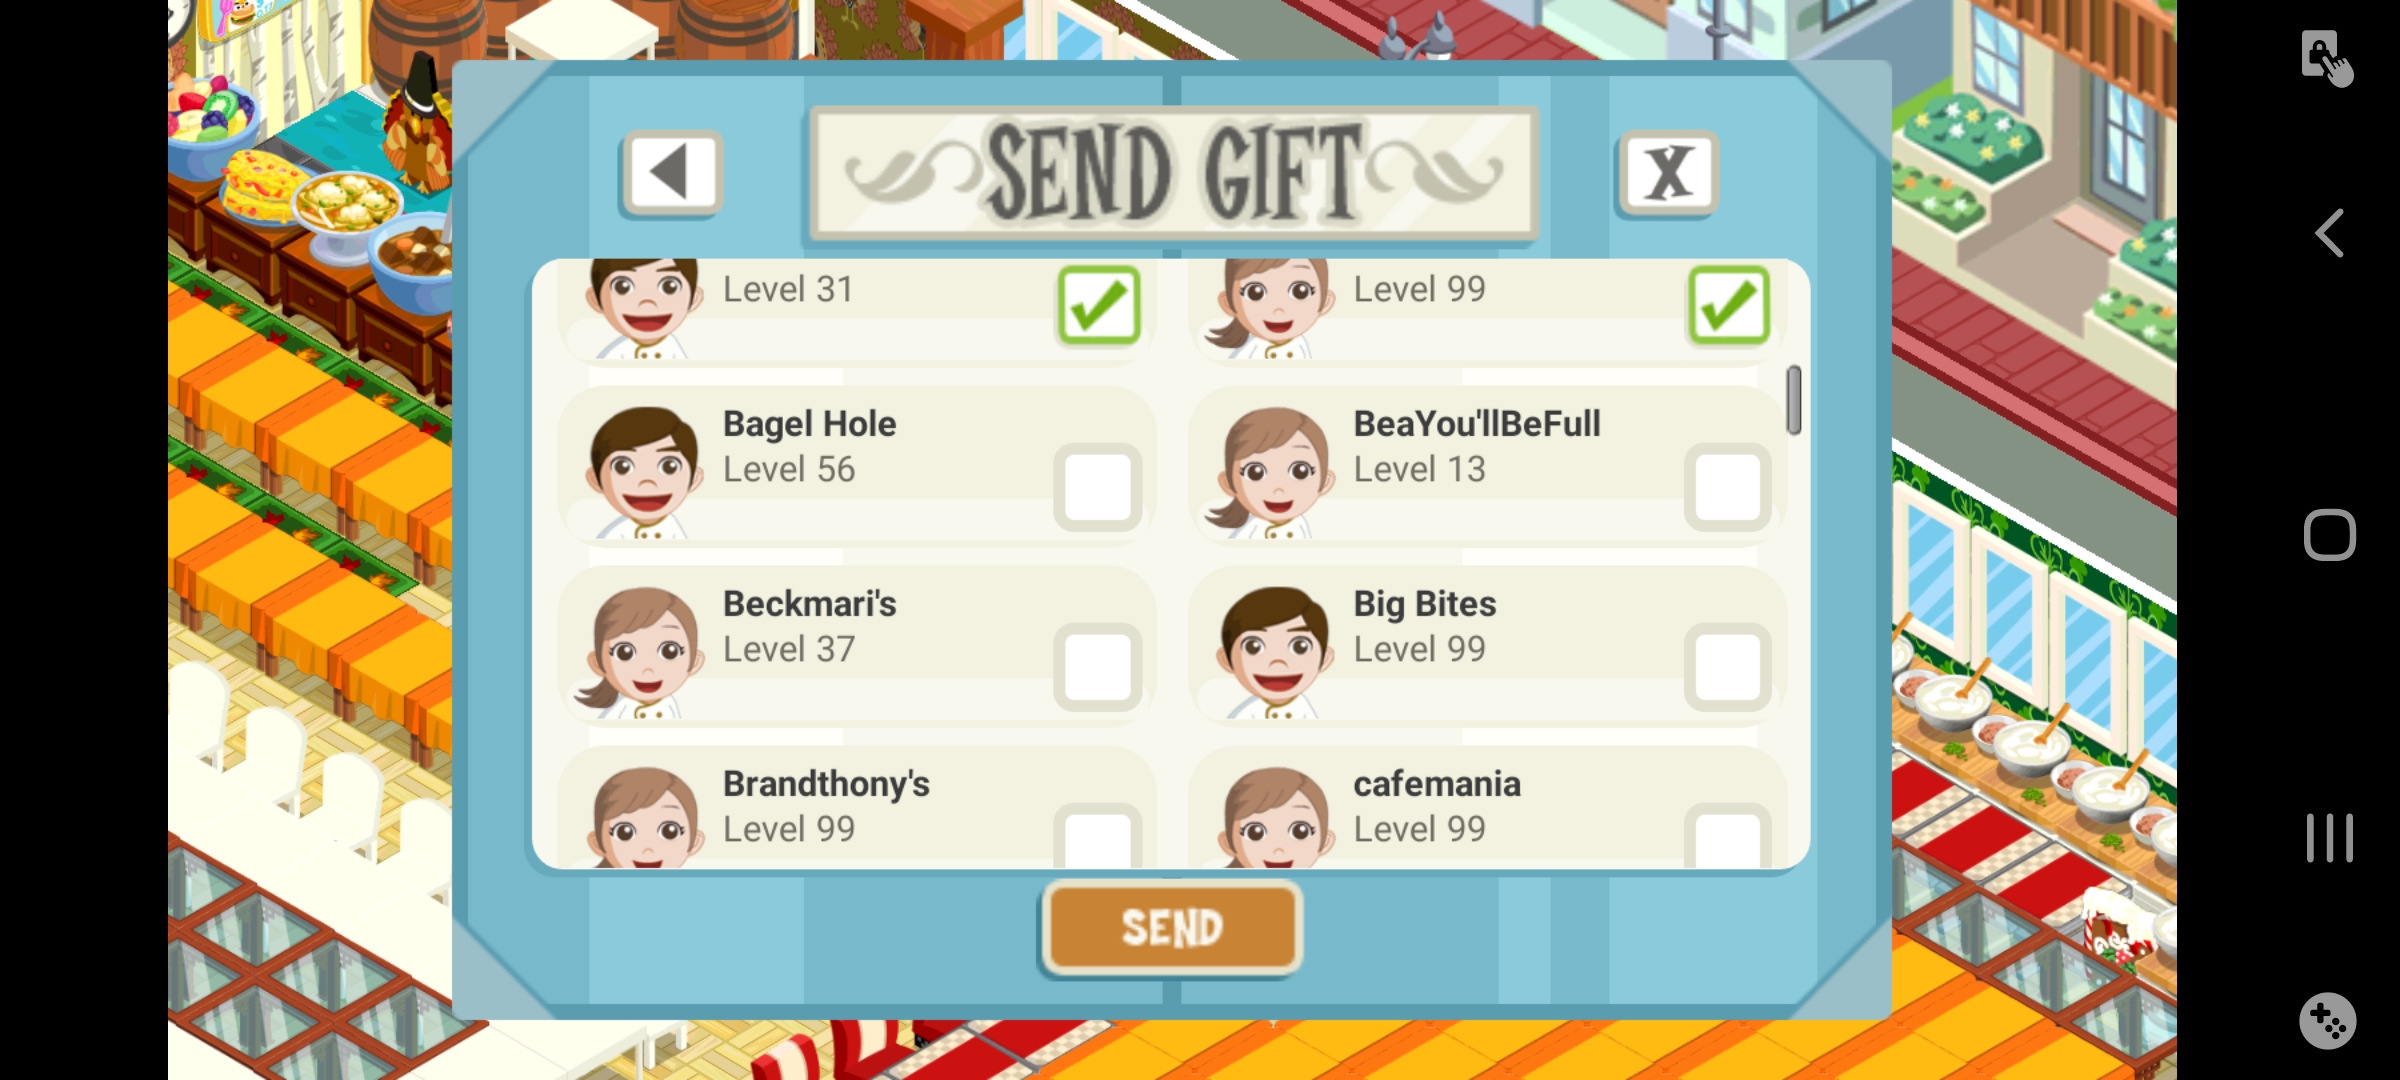 SEND GIFT
X
Level 31
Level 99
Bagel Hole
Level 56
BeaYou'llBeFull
Level 13
Beckmari's
Level 37
Big Bites
Level 99
Brandthony's
Level 99
cafemania
Level 99
SEND